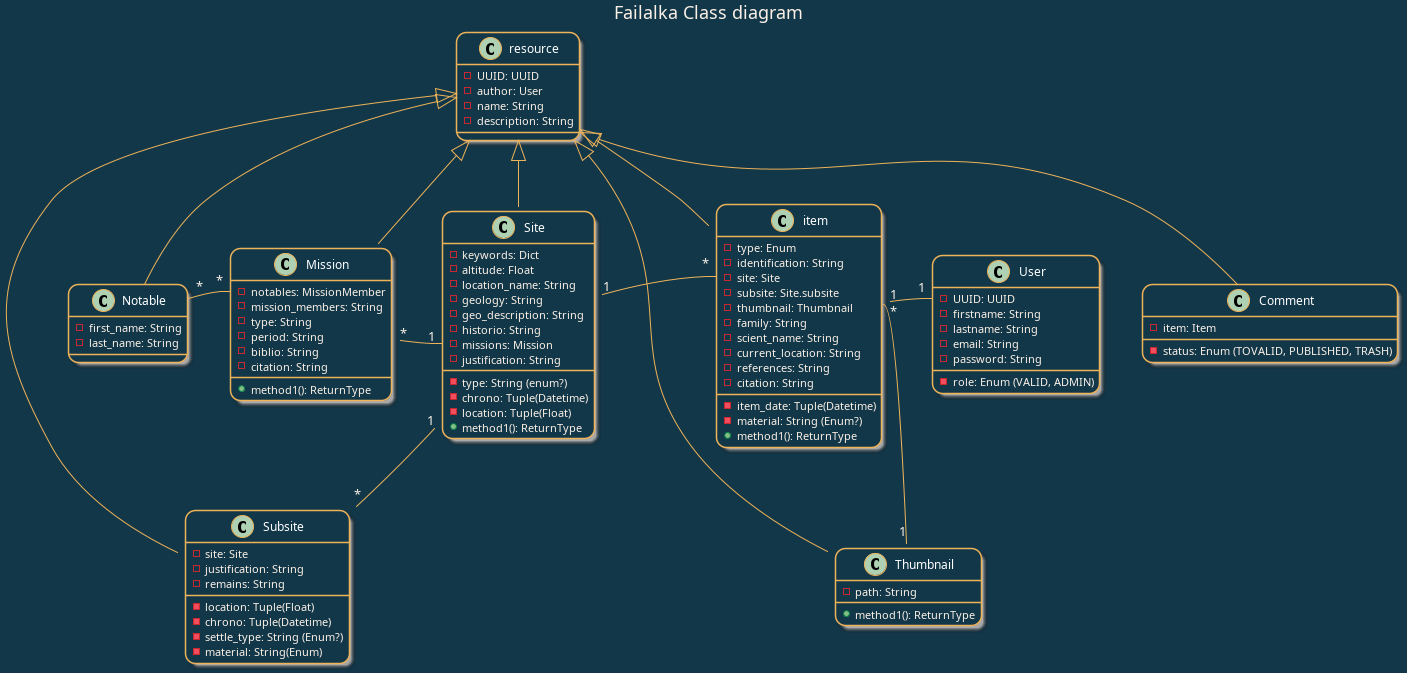 Failalka Class diagram
C resource
UUID: UUID
author: User
name: String
description: String
C Notable
first_name: String
last_name: String
* *
C Mission
notables: MissionMember
mission_members: String
type: String
period: String
biblio: String
citation: String
method1(): ReturnType
* 1
C Site
keywords: Dict
altitude: Float
location_name: String
geology: String
geo_description: String
historio: String
missions: Mission
justification: String
type: String (enum?)
chrono: Tuple(Datetime)
location: Tuple(Float)
method1(): ReturnType
1 *
C item
type: Enum
identification: String
site: Site
subsite: Site.subsite
thumbnail: Thumbnail
family: String
scient_name: String
current_location: String
references: String
citation: String
item_date: Tuple(Datetime)
material: String (Enum?)
method1(): ReturnType
1 1
*
C User
UUID: UUID
firstname: String
lastname: String
email: String
password: String
role: Enum (VALID, ADMIN)
C Comment
item: Item
status: Enum (TOVALID, PUBLISHED, TRASH)
1
*
C Subsite
site: Site
justification: String
remains: String
location: Tuple(Float)
chrono: Tuple(Datetime)
settle_type: String (Enum?)
material: String(Enum)
1
C Thumbnail
path: String
method1(): ReturnType